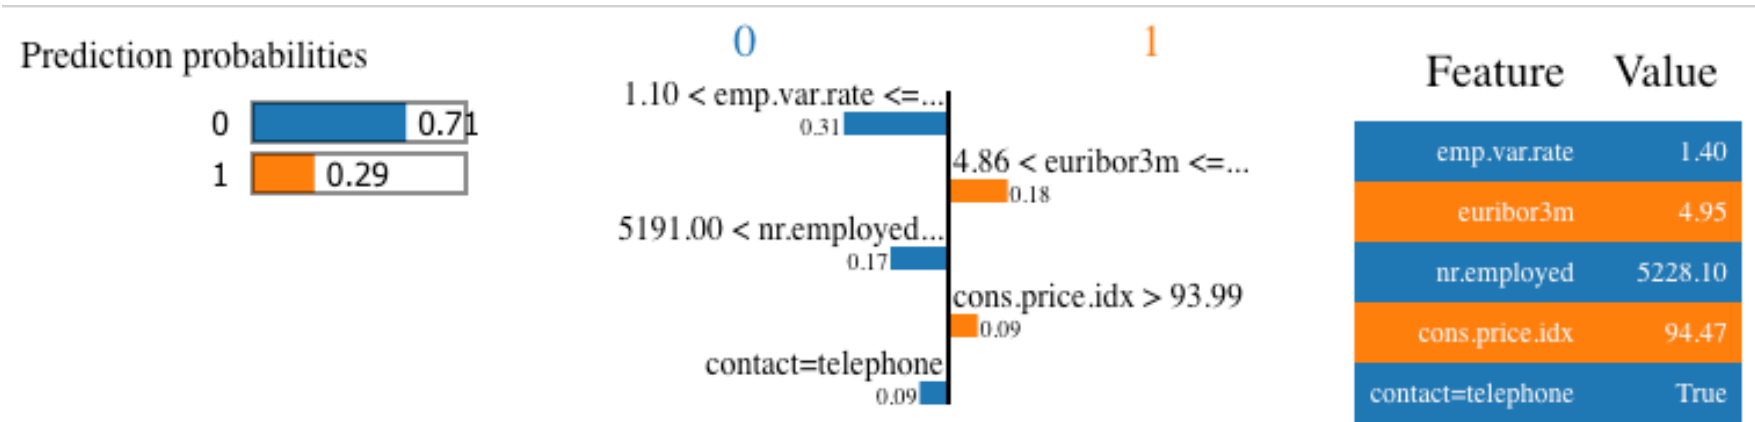 Prediction probabilities
0 0.71
1 0.29
0 1
1.10 < emp.var.rate <=...
0.31
4.86 < euribor3m <=...
0.18
5191.00 < nr.employed...
0.17
cons.price.idx > 93.99
0.09
contact=telephone
0.09
Feature Value
emp.var.rate 1.40
euribor3m 4.95
nr.employed 5228.10
cons.price.idx 94.47
contact=telephone True